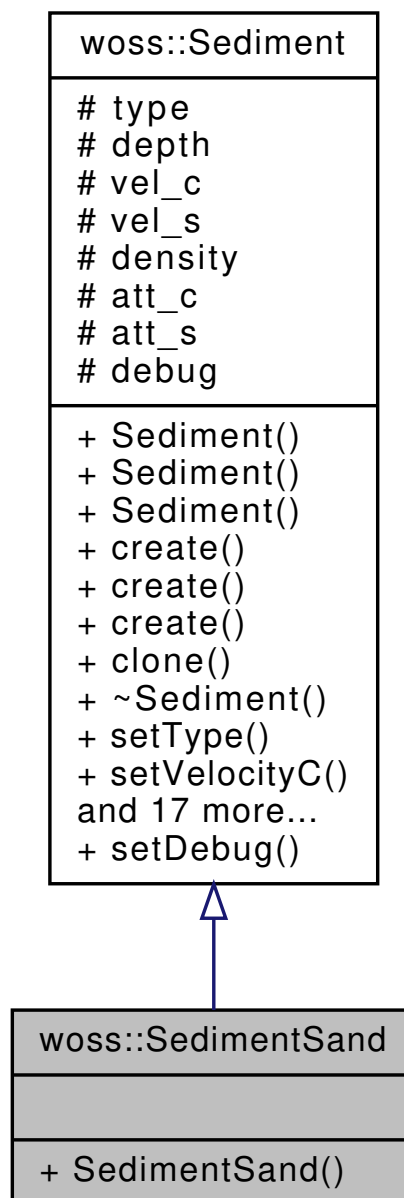 woss::Sediment
# type
# depth
# vel_c
# vel_s
# density
# att_c
# att_s
# debug
+ Sediment()
+ Sediment()
+ Sediment()
+ create()
+ create()
+ create()
+ clone()
+ ~Sediment()
+ setType()
+ setVelocityC()
and 17 more...
+ setDebug()
woss::SedimentSand
+ SedimentSand()